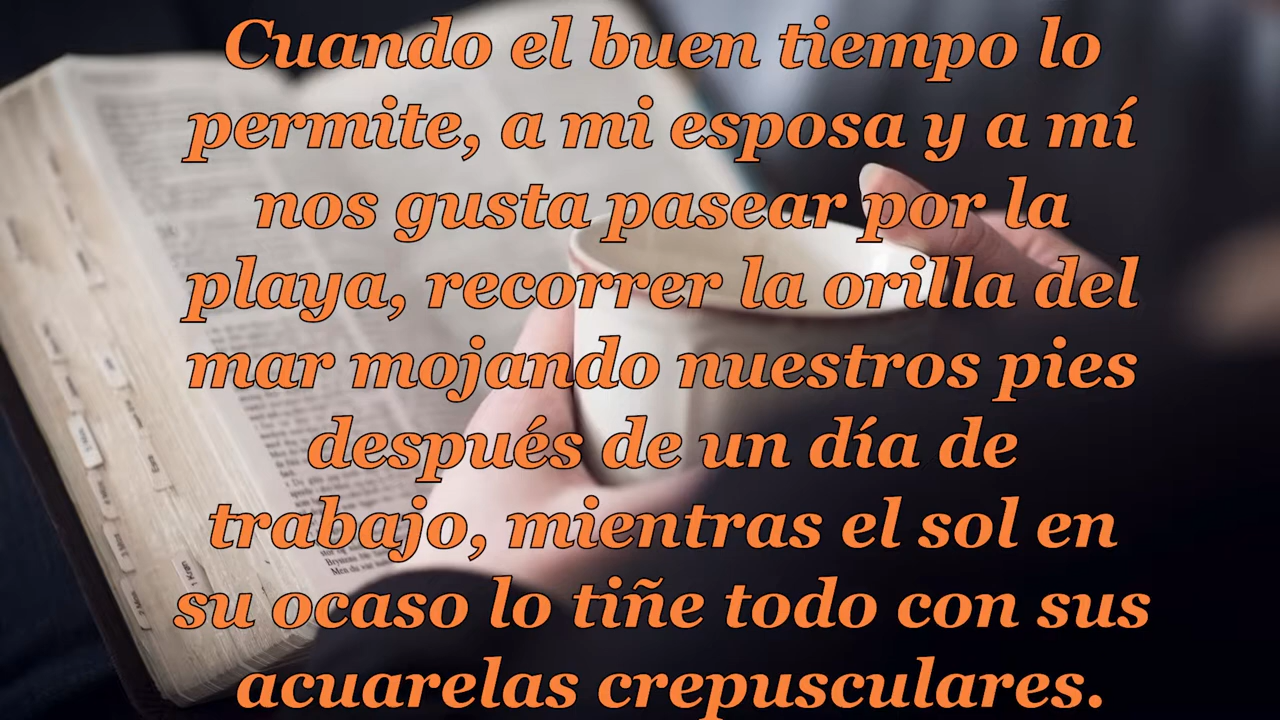 Cuando el buen tiempo lo
permite, a mi esposa y a mí
nos gusta pasear por la
playa, recorrer la orilla del
mar mojando nuestros pies
después de un día de
trabajo, mientras el sol en
su ocaso lo tiñe todo con sus
acuarelas crepusculares.